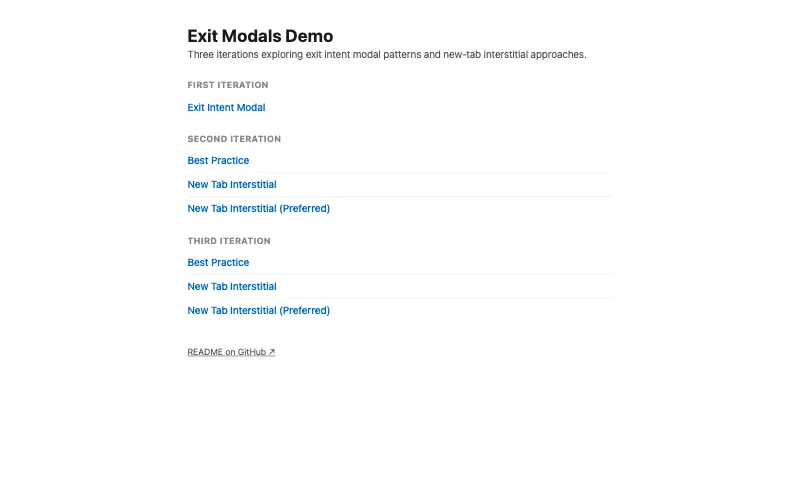 Exit Modals Demo
Three iterations exploring exit intent modal patterns and new-tab interstitial approaches.
FIRST ITERATION
Exit Intent Modal
SECOND ITERATION
Best Practice
New Tab Interstitial
New Tab Interstitial (Preferred)
THIRD ITERATION
Best Practice
New Tab Interstitial
New Tab Interstitial (Preferred)
README on GitHub ↗